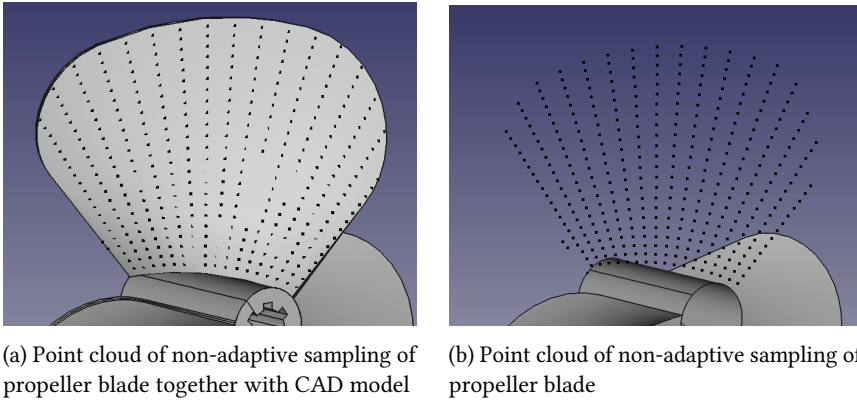 (a) Point cloud of non-adaptive sampling of
propeller blade together with CAD model
(b) Point cloud of non-adaptive sampling of
propeller blade